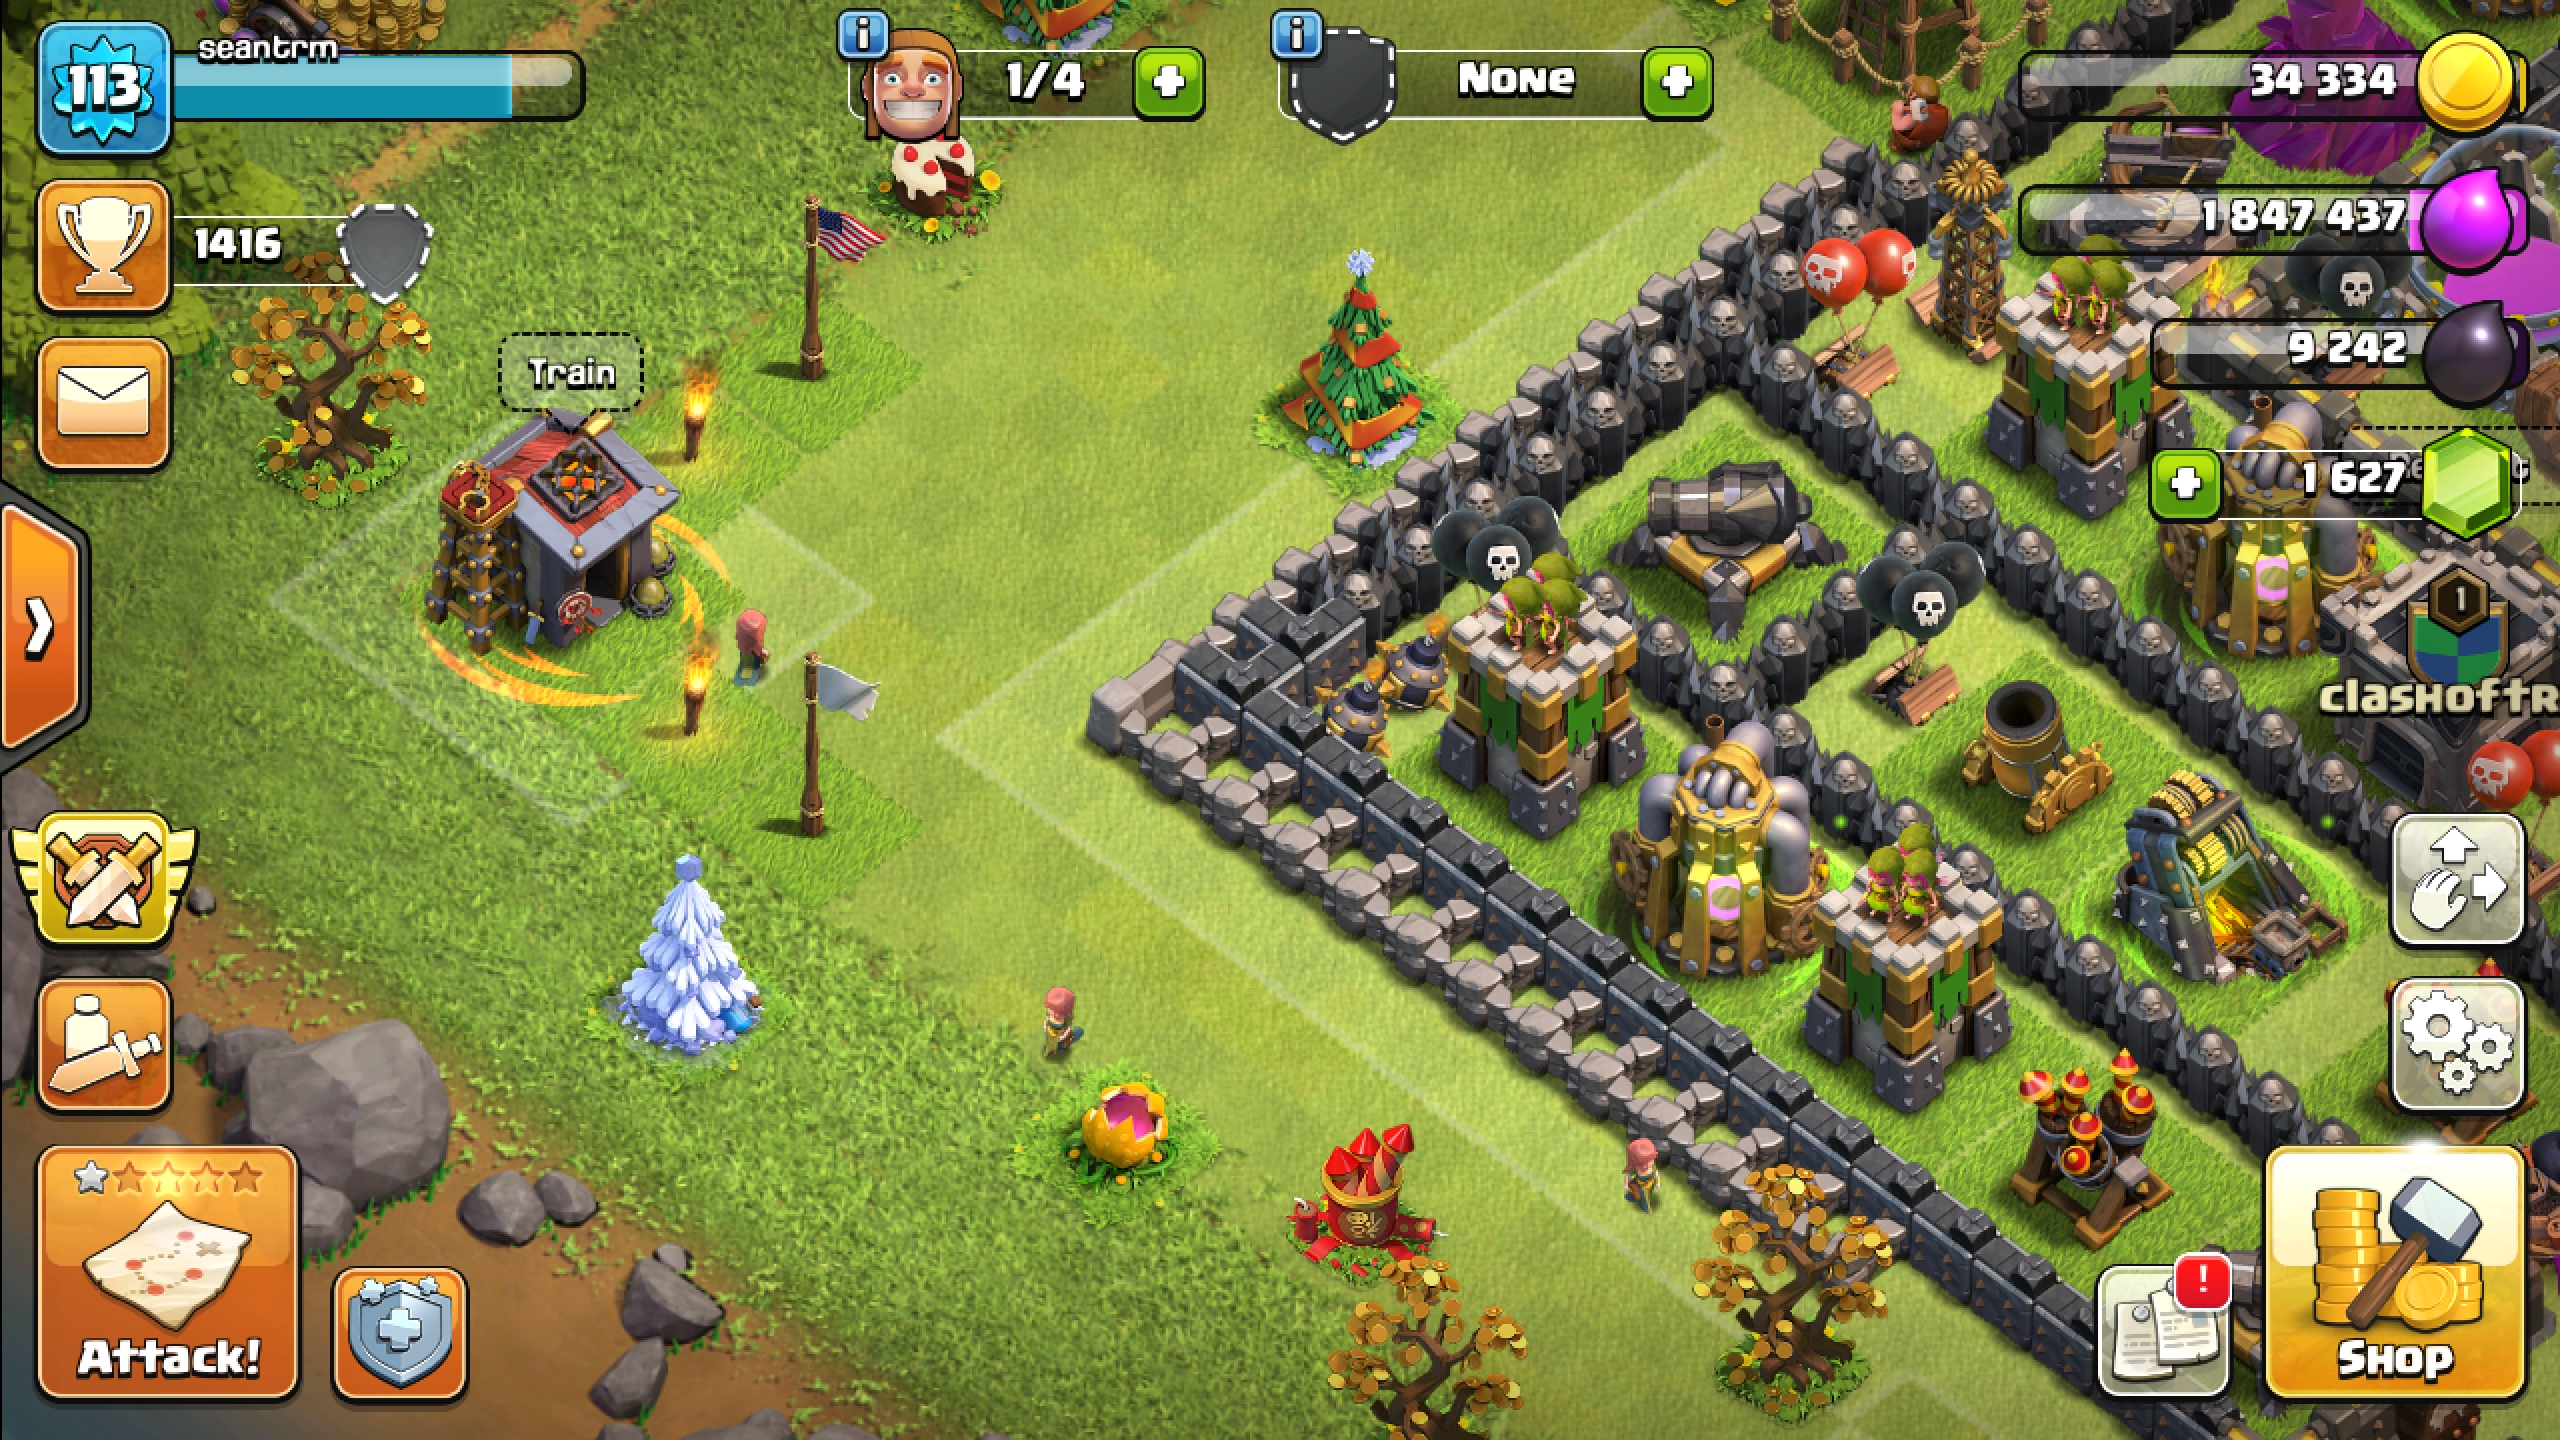 113
seantrm
1/4
None
34 334
1416
1 847 437
Train
9 242
1 627
1
clashoftr
Attack!
!
Shop